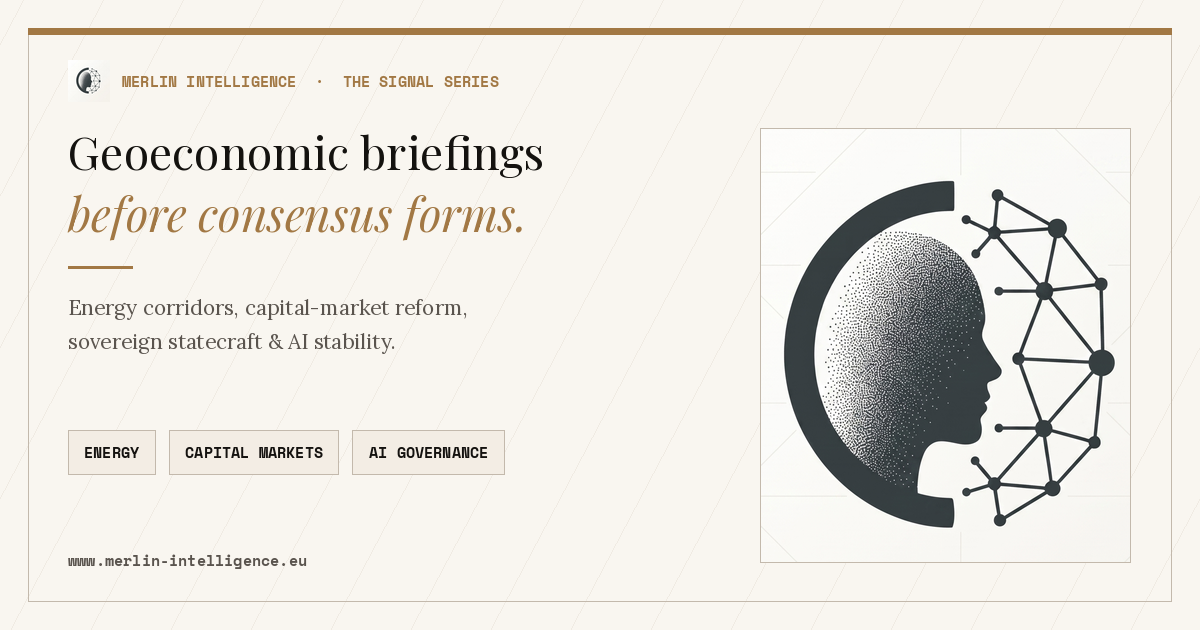 MERLIN INTELLIGENCE · THE SIGNAL SERIES
Geoeconomic briefings
before consensus forms.
Energy corridors, capital-market reform,
sovereign statecraft & AI stability.
ENERGY
CAPITAL MARKETS
AI GOVERNANCE
www.merlin-intelligence.eu